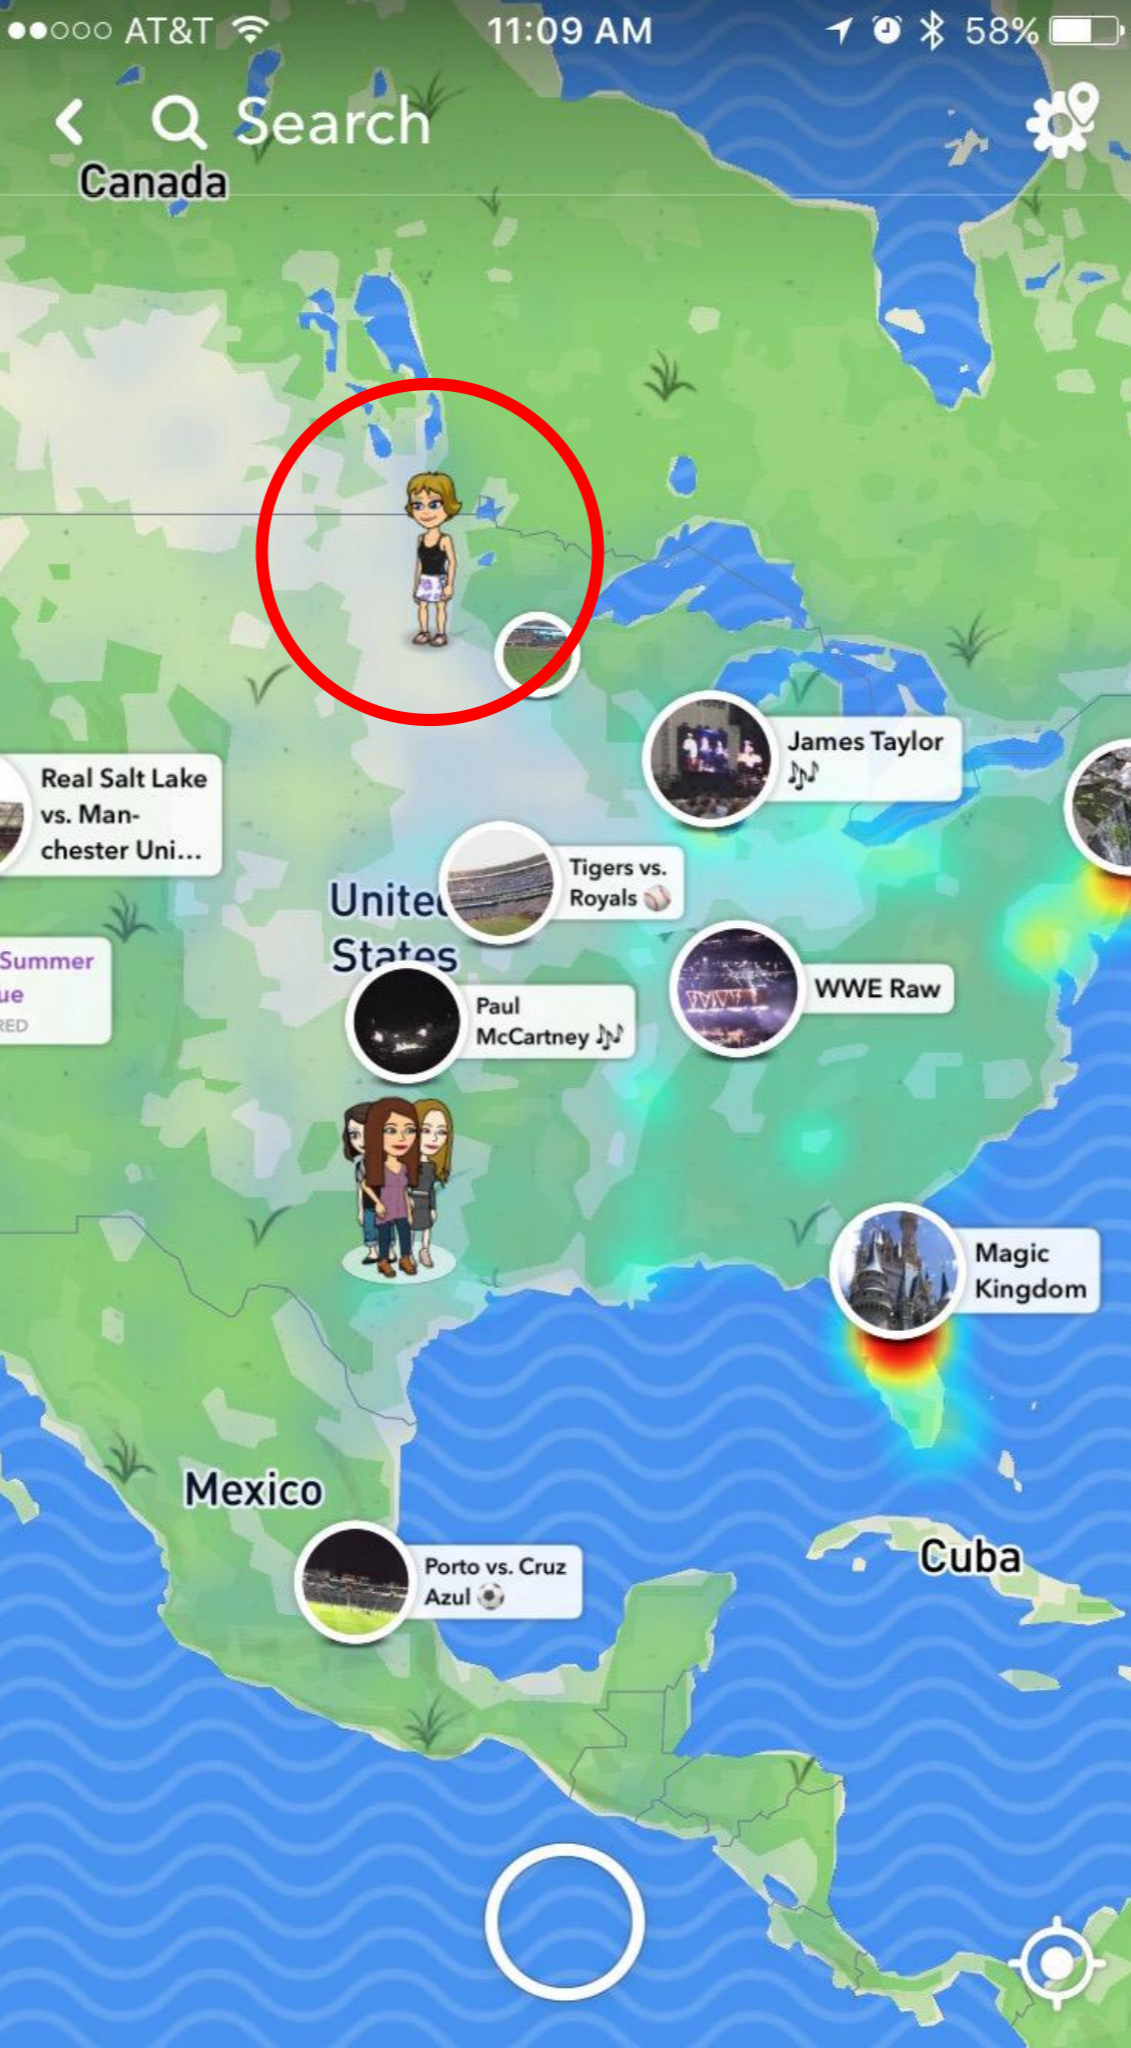 AT&T 11:09 AM 58%
Search
Canada
James Taylor
Real Salt Lake
vs. Man-
chester Uni...
Tigers vs.
Royals
United
States
Summer
ue
RED
WWE Raw
Paul
McCartney
Magic
Kingdom
Mexico
Cuba
Porto vs. Cruz
Azul